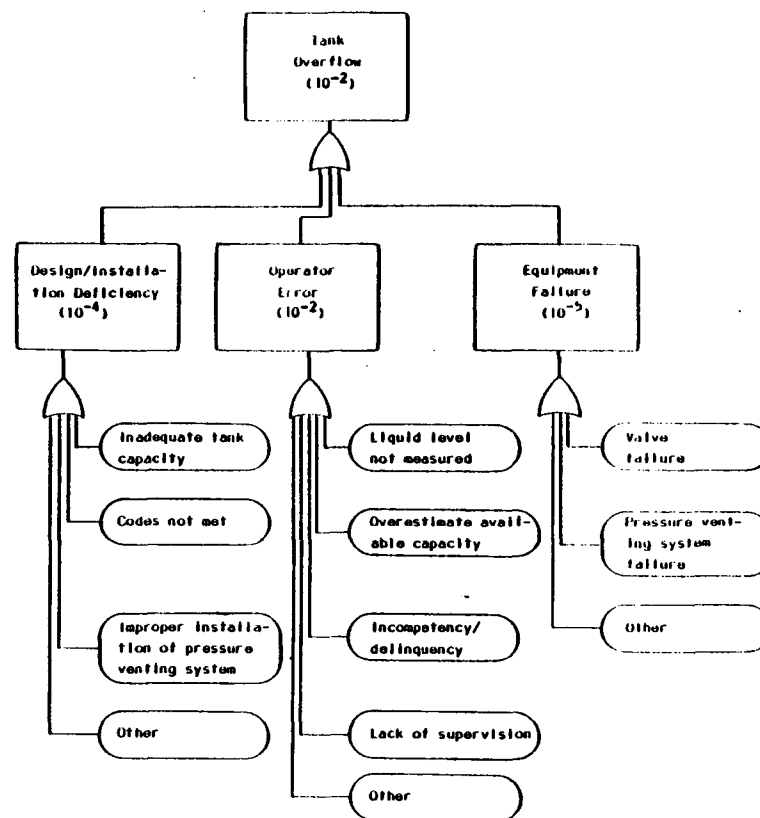 Tank
Overflow
(10⁻²)
Design/Installa-
tion Deficiency
(10⁻⁴)
Operator
Error
(10⁻²)
Equipment
Failure
(10⁻⁵)
Inadequate tank
capacity
Codes not met
Improper installa-
tion of pressure
venting system
Other
Liquid level
not measured
Overestimate avail-
able capacity
Incompetency/
delinquency
Lack of supervision
Other
Valve
failure
Pressure vent-
ing system
failure
Other